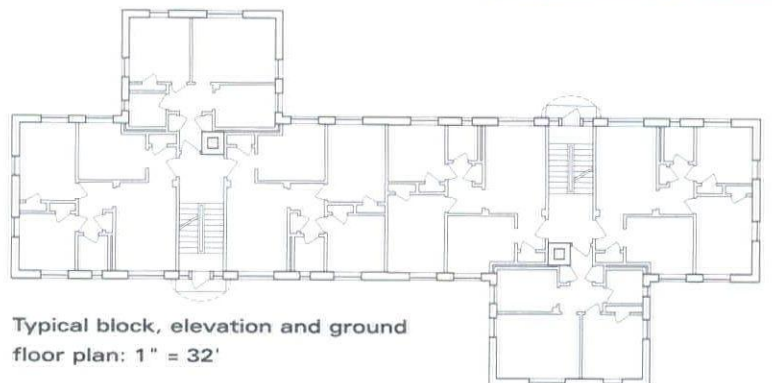 Typical block, elevation and ground
floor plan: 1" = 32'